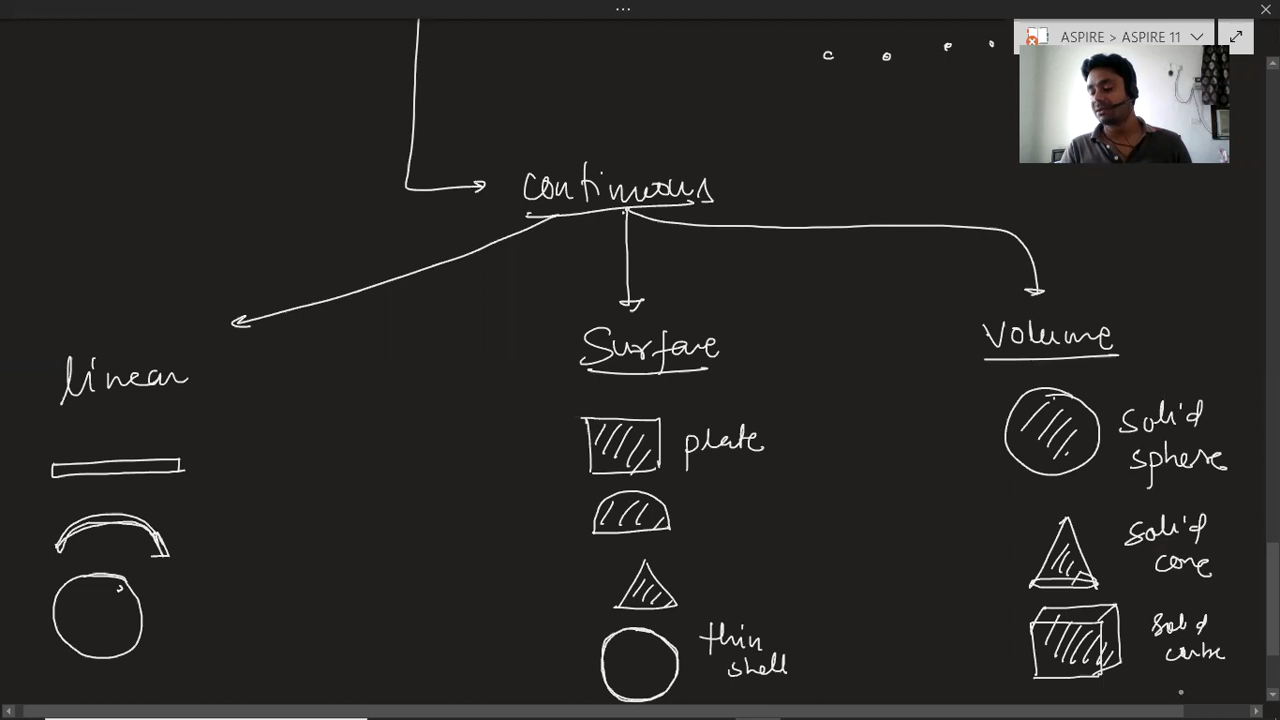 ASPIRE > ASPIRE 11
continuous
linear
Surface
Volume
plate
solid
sphere
solid
cone
thin
shell
solid
cube